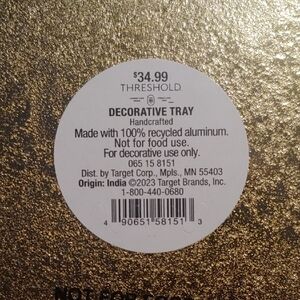 $34.99
THRESHOLD
DECORATIVE TRAY
Handcrafted
Made with 100% recycled aluminum.
Not for food use.
For decorative use only.
065 15 8151
Dist. by Target Corp., Mpls., MN 55403
Origin: India ©2023 Target Brands, Inc.
1-800-440-0680
4 90651 58151 3
NOT FOR